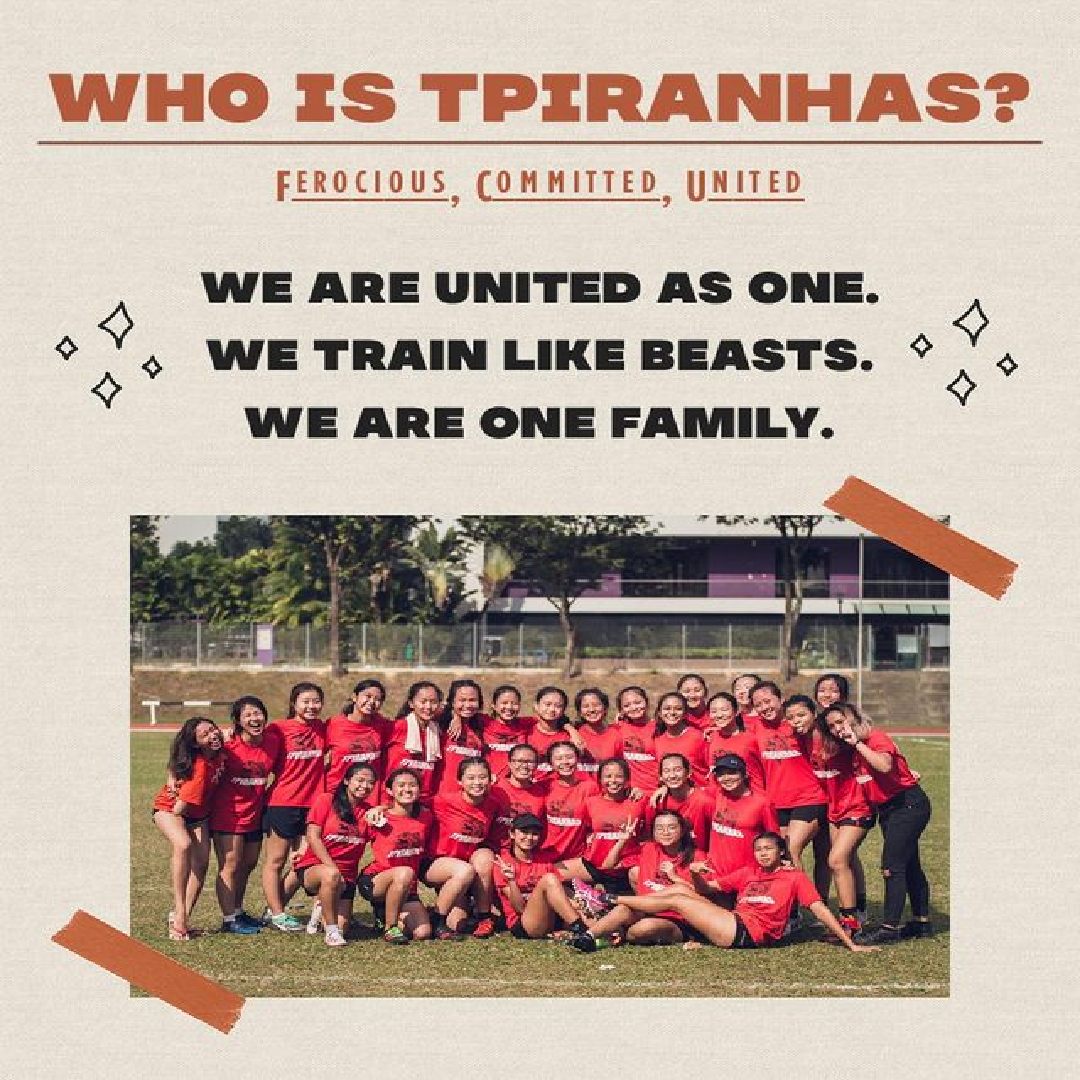 WHO IS TPIRANHAS?
FEROCIOUS, COMMITTED, UNITED
WE ARE UNITED AS ONE.
WE TRAIN LIKE BEASTS.
WE ARE ONE FAMILY.